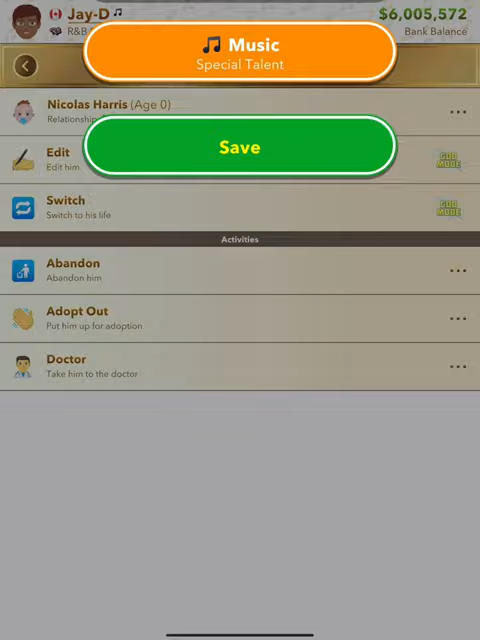 Jay-D
$6,005,572
R&B
Bank Balance
Music
Special Talent
Nicolas Harris (Age 0)
Relationship
Save
Edit
Edit him
GOD MODE
Switch
Switch to his life
GOD MODE
Activities
Abandon
Abandon him
Adopt Out
Put him up for adoption
Doctor
Take him to the doctor